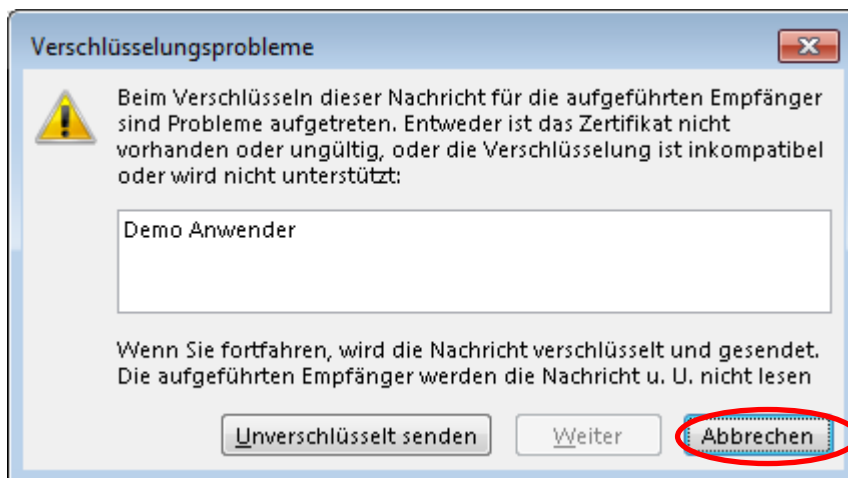 Verschlüsselungsprobleme
Beim Verschlüsseln dieser Nachricht für die aufgeführten Empfänger
sind Probleme aufgetreten. Entweder ist das Zertifikat nicht
vorhanden oder ungültig, oder die Verschlüsselung ist inkompatibel
oder wird nicht unterstützt:
Demo Anwender
Wenn Sie fortfahren, wird die Nachricht verschlüsselt und gesendet.
Die aufgeführten Empfänger werden die Nachricht u. U. nicht lesen
Unverschlüsselt senden Weiter Abbrechen